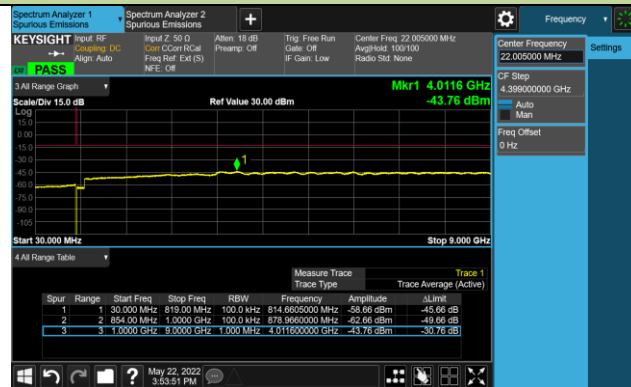 Spectrum Analyzer 1
Spurious Emissions
Spectrum Analyzer 2
Spurious Emissions
+
Frequency
KEYSIGHT
Input: RF
Coupling: DC
Align: Auto
Input Z: 50 Ω
Corr CCorr RCal
Freq Ref: Ext (S)
NFE: Off
Atten: 18 dB
Preamp: Off
Trig: Free Run
Gate: Off
IF Gain: Low
Center Freq: 22.005000 MHz
Avg|Hold: 100/100
Radio Std: None
PASS
Center Frequency
22.005000 MHz
Settings
CF Step
4.399000000 GHz
Auto
Man
Freq Offset
0 Hz
3 All Range Graph
Mkr1 4.0116 GHz
Scale/Div 15.0 dB
Ref Value 30.00 dBm
-43.76 dBm
Log
15.0
0.00
-15.0
-30.0
-45.0
-60.0
-75.0
-90.0
-105
1
Start 30.000 MHz
Stop 9.000 GHz
4 All Range Table
Measure Trace Trace 1
Trace Type Trace Average (Active)
Spur Range Start Freq Stop Freq RBW Frequency Amplitude ΔLimit
1 1 30.000 MHz 819.00 MHz 100.0 kHz 814.6605000 MHz -58.66 dBm -45.66 dB
2 2 854.00 MHz 1.0000 GHz 100.0 kHz 878.9660000 MHz -62.66 dBm -49.66 dB
3 3 1.0000 GHz 9.0000 GHz 1.000 MHz 4.011600000 GHz -43.76 dBm -30.76 dB
?
May 22, 2022
3:53:51 PM